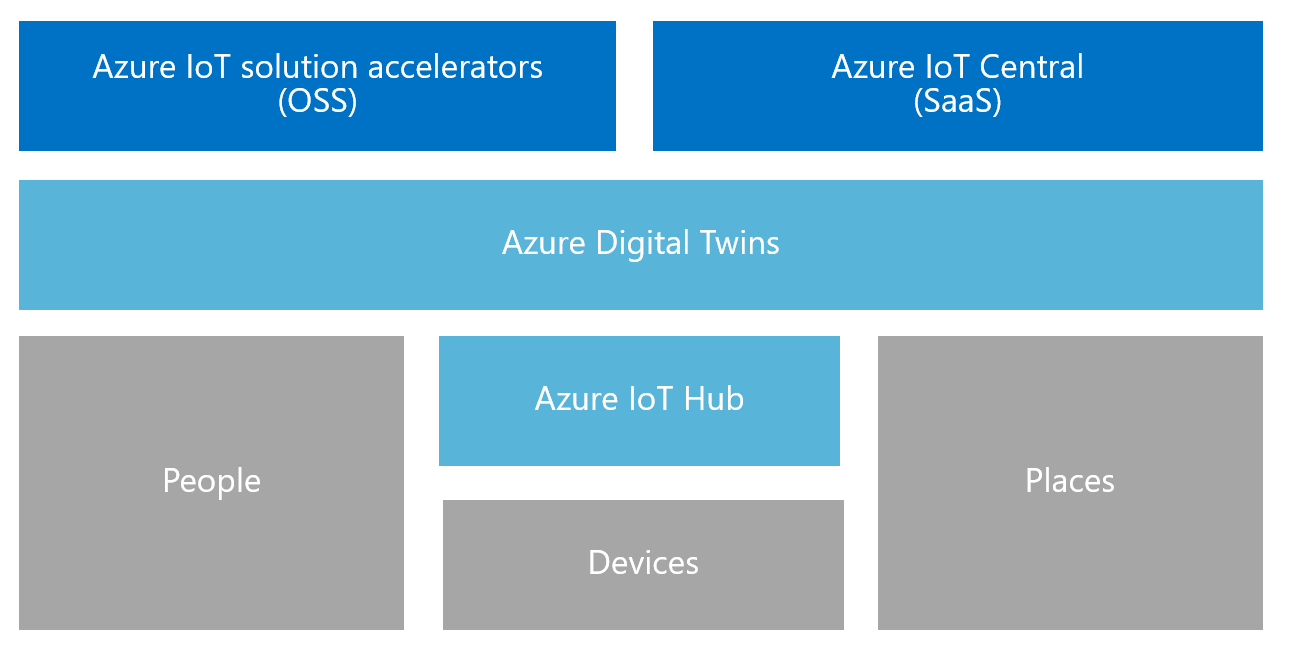 Azure IoT solution accelerators
(OSS)
Azure IoT Central
(SaaS)
Azure Digital Twins
People
Azure IoT Hub
Devices
Places